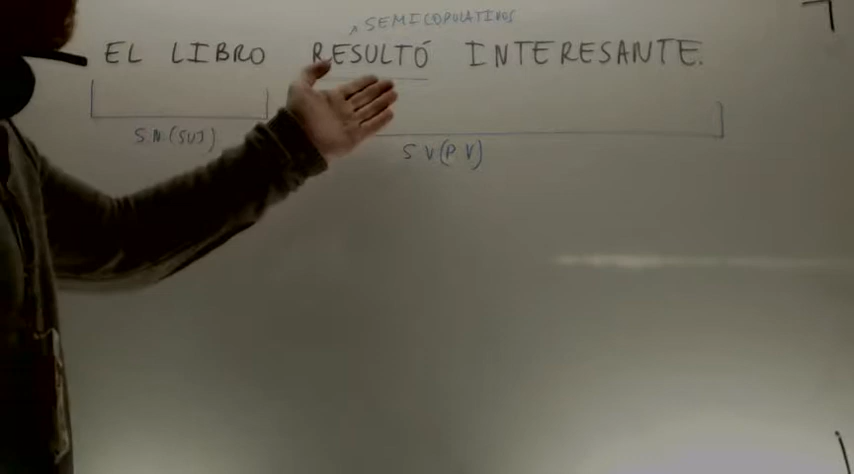 SEMICOPULATIVOS
EL LIBRO RESULTÓ INTERESANTE.
S.N.(SUJ)
S V(P V)